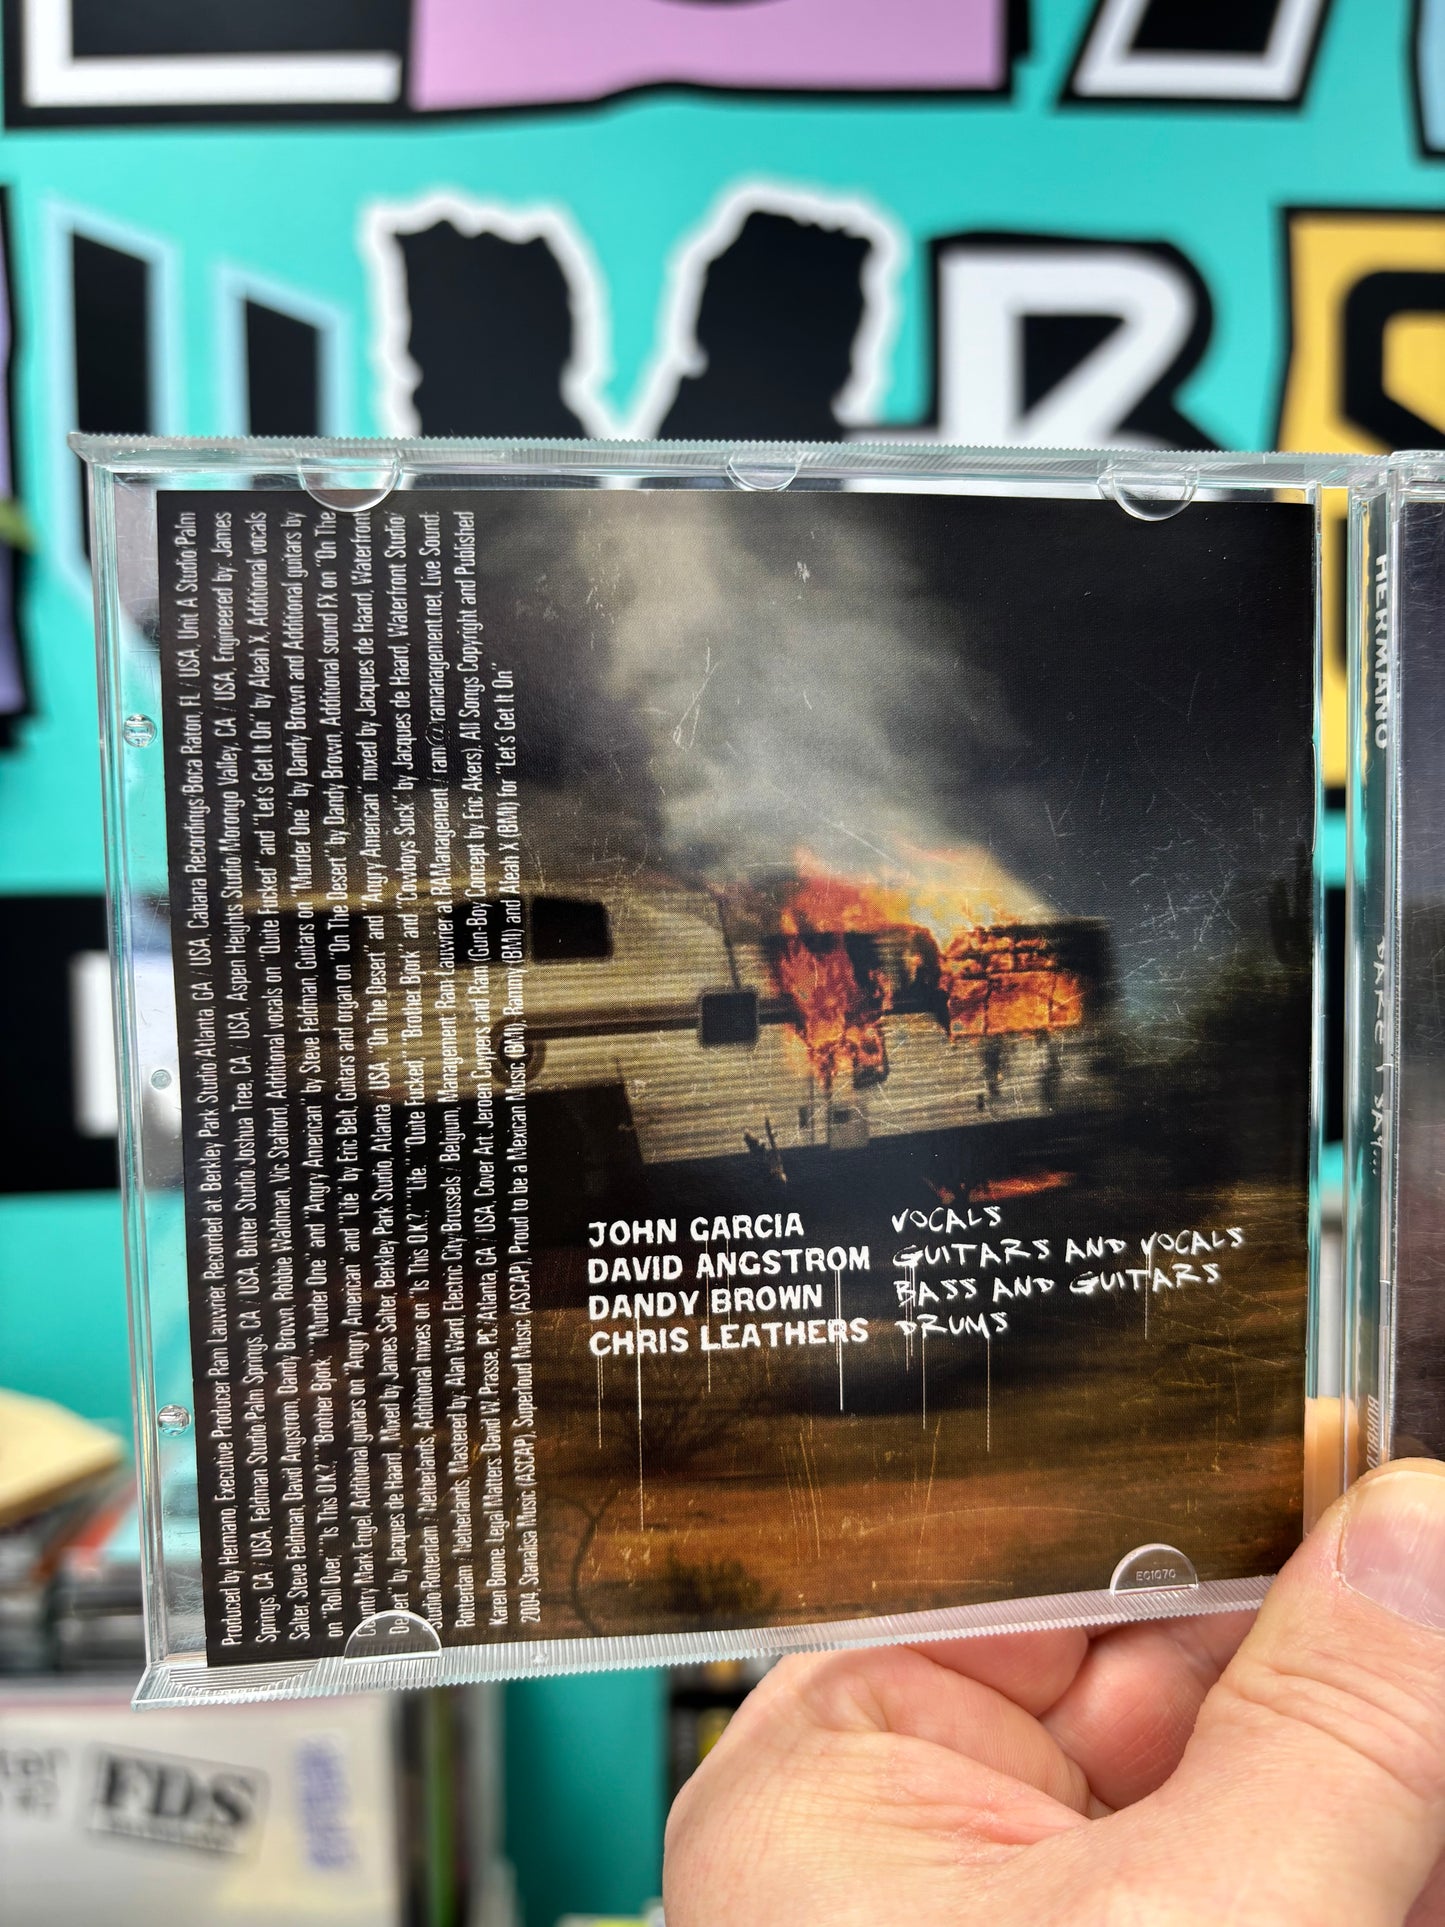 Produced by Hermano, Executive Producer Ram Lauwrier, Recorded at: Berkley Park Studio/Atlanta, GA / USA, Cabana Recordings/Boca Raton, FL / USA, Unit A Studio/Palm
Springs, CA / USA, Feldman Studio/Palm Springs, CA / USA, Butter Studio/Joshua Tree, CA / USA, Aspen Heights Studio/Morongo Valley, CA / USA, Engineered by: James
Salter, Steve Feldman, David Angstrom, Dandy Brown, Robbie Waldman, Vic Stafford, Additional vocals on "Quite Fucked" and "Let's Get It On" by Aleah X, Additional vocals
on "Roll Over," "Is This O.K.?," "Brother Bjork," "Murder One" and "Angry American" by Steve Feldman, Guitars on "Murder One" by Dandy Brown and Additional guitars by
Country Mark Engel, Additional guitars on "Angry American" and "Life" by Eric Belt, Guitars and organ on "On The Desert" by Dandy Brown, Additional sound FX on "On The
Desert" by Jacques de Haard, Mixed by James Salter, Berkley Park Studio Atlanta / USA, "On The Desert" and "Angry American" mixed by Jacques de Haard, Waterfront
Studio/Rotterdam / Netherlands, Additional mixes on "Is This O.K.?," "Life," "Quite Fucked," "Brother Bjork" and "Cowboys Suck" by Jacques de Haard, Waterfront Studio/
Rotterdam / Netherlands, Mastered by Alan Ward, Electric City/Brussels / Belgium, Management: Ram Lauwrier at RAManagement / ram@ramanagement.net, Live Sound:
Karen Boone, Legal Matters: David W. Prasse, PC./Atlanta, GA / USA, Cover Art Jeroen Cuypers and Ram (Gun-Boy Concept by Eric Akers), All Songs Copyright and Published
2004, Stanalisa Music (ASCAP), Superloud Music (ASCAP), Proud to be a Mexican Music (BMI), Rammy (BMI) and Aleah X (BMI) for "Let's Get It On"
JOHN GARCIA VOCALS
DAVID ANGSTROM GUITARS AND VOCALS
DANDY BROWN BASS AND GUITARS
CHRIS LEATHERS DRUMS
EC1070
HERMANO
DARE I SAY...
FDS